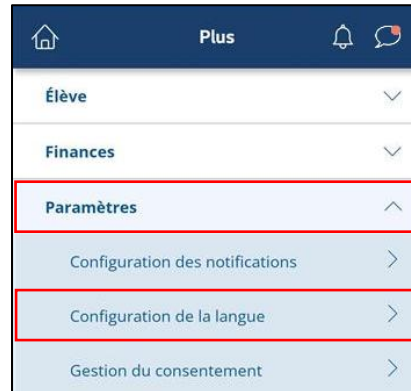 Plus
Élève
Finances
Paramètres
Configuration des notifications
Configuration de la langue
Gestion du consentement